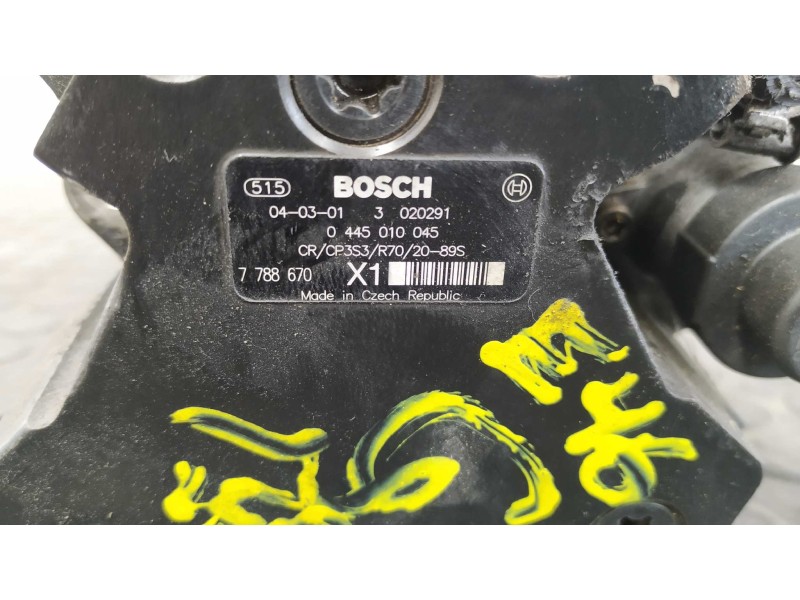 515 BOSCH
04-03-01 3 020291
0 445 010 045
CR/CP3S3/R70/20-89S
7 788 670 X1
Made in Czech Republic